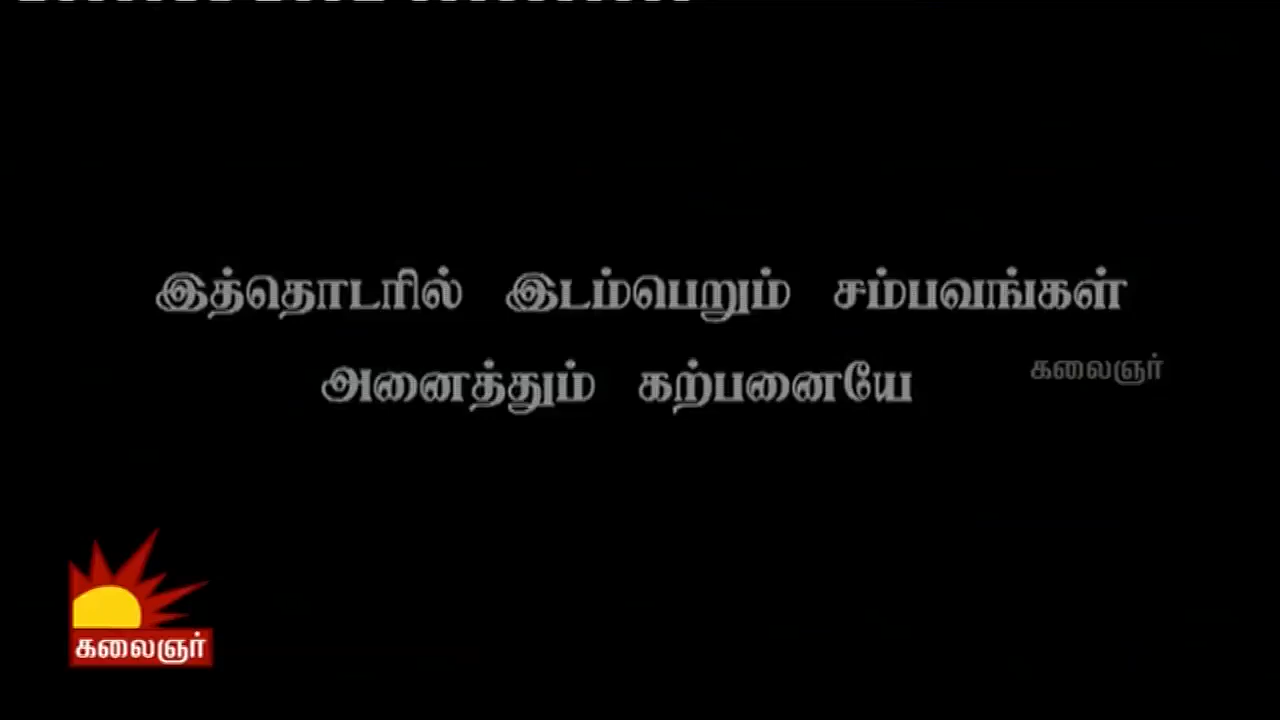 இத்தொடரில் இடம்பெறும் சம்பவங்கள்
அனைத்தும் கற்பனையே
கலைஞர்
கலைஞர்